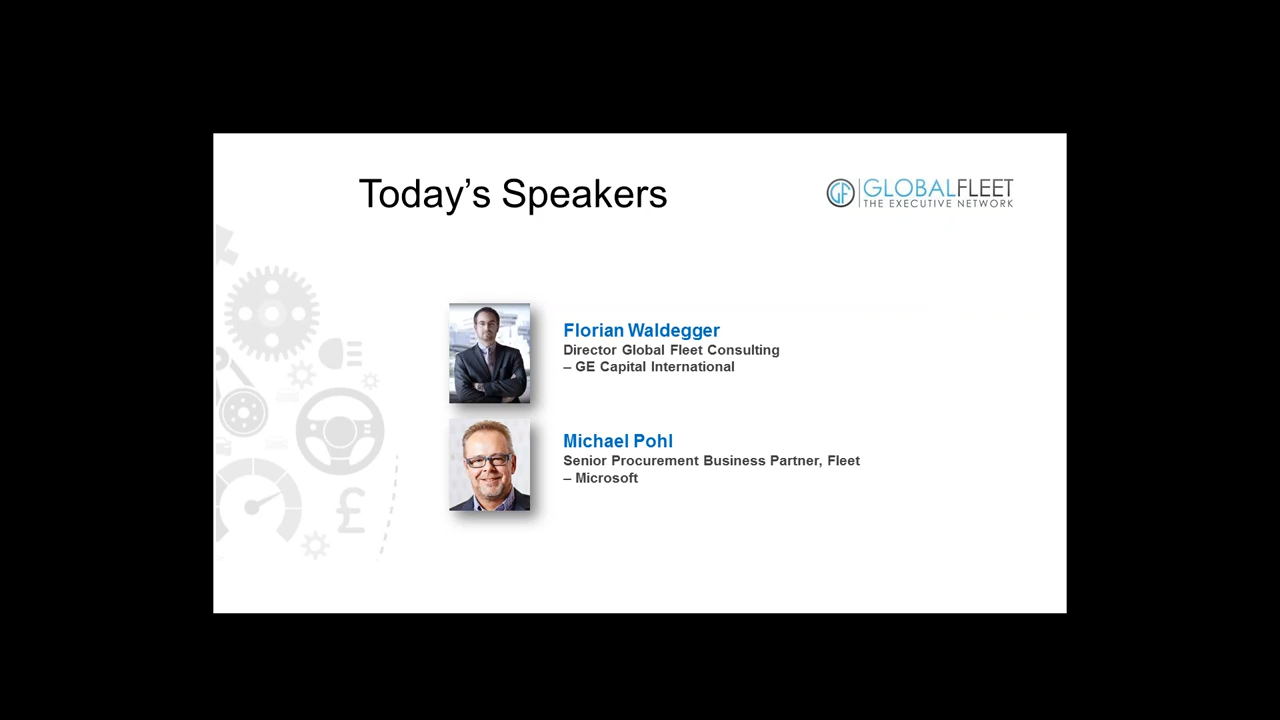 Today's Speakers
GF GLOBALFLEET
THE EXECUTIVE NETWORK
Florian Waldegger
Director Global Fleet Consulting
– GE Capital International
Michael Pohl
Senior Procurement Business Partner, Fleet
– Microsoft
£